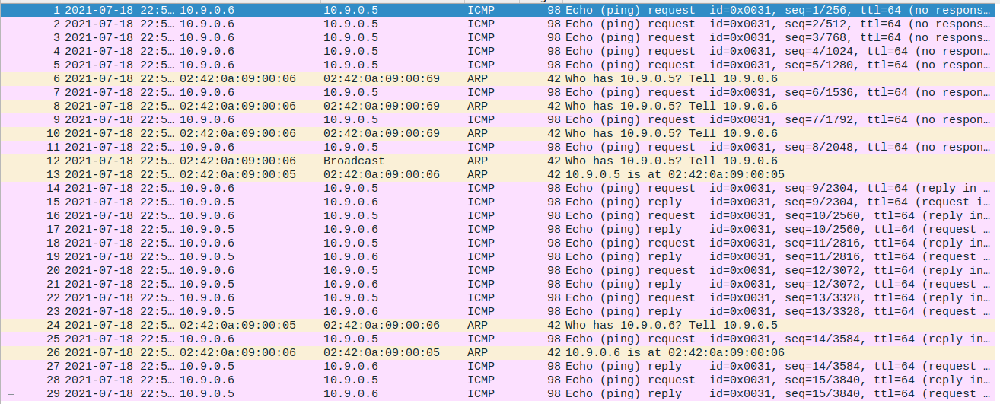 1 2021-07-18 22:5… 10.9.0.6 10.9.0.5 ICMP 98 Echo (ping) request id=0x0031, seq=1/256, ttl=64 (no respons…
2 2021-07-18 22:5… 10.9.0.6 10.9.0.5 ICMP 98 Echo (ping) request id=0x0031, seq=2/512, ttl=64 (no respons…
3 2021-07-18 22:5… 10.9.0.6 10.9.0.5 ICMP 98 Echo (ping) request id=0x0031, seq=3/768, ttl=64 (no respons…
4 2021-07-18 22:5… 10.9.0.6 10.9.0.5 ICMP 98 Echo (ping) request id=0x0031, seq=4/1024, ttl=64 (no respon…
5 2021-07-18 22:5… 10.9.0.6 10.9.0.5 ICMP 98 Echo (ping) request id=0x0031, seq=5/1280, ttl=64 (no respon…
6 2021-07-18 22:5… 02:42:0a:09:00:06 02:42:0a:09:00:69 ARP 42 Who has 10.9.0.5? Tell 10.9.0.6
7 2021-07-18 22:5… 10.9.0.6 10.9.0.5 ICMP 98 Echo (ping) request id=0x0031, seq=6/1536, ttl=64 (no respon…
8 2021-07-18 22:5… 02:42:0a:09:00:06 02:42:0a:09:00:69 ARP 42 Who has 10.9.0.5? Tell 10.9.0.6
9 2021-07-18 22:5… 10.9.0.6 10.9.0.5 ICMP 98 Echo (ping) request id=0x0031, seq=7/1792, ttl=64 (no respon…
10 2021-07-18 22:5… 02:42:0a:09:00:06 02:42:0a:09:00:69 ARP 42 Who has 10.9.0.5? Tell 10.9.0.6
11 2021-07-18 22:5… 10.9.0.6 10.9.0.5 ICMP 98 Echo (ping) request id=0x0031, seq=8/2048, ttl=64 (no respon…
12 2021-07-18 22:5… 02:42:0a:09:00:06 Broadcast ARP 42 Who has 10.9.0.5? Tell 10.9.0.6
13 2021-07-18 22:5… 02:42:0a:09:00:05 02:42:0a:09:00:06 ARP 42 10.9.0.5 is at 02:42:0a:09:00:05
14 2021-07-18 22:5… 10.9.0.6 10.9.0.5 ICMP 98 Echo (ping) request id=0x0031, seq=9/2304, ttl=64 (reply in …
15 2021-07-18 22:5… 10.9.0.5 10.9.0.6 ICMP 98 Echo (ping) reply id=0x0031, seq=9/2304, ttl=64 (request i…
16 2021-07-18 22:5… 10.9.0.6 10.9.0.5 ICMP 98 Echo (ping) request id=0x0031, seq=10/2560, ttl=64 (reply in…
17 2021-07-18 22:5… 10.9.0.5 10.9.0.6 ICMP 98 Echo (ping) reply id=0x0031, seq=10/2560, ttl=64 (request …
18 2021-07-18 22:5… 10.9.0.6 10.9.0.5 ICMP 98 Echo (ping) request id=0x0031, seq=11/2816, ttl=64 (reply in…
19 2021-07-18 22:5… 10.9.0.5 10.9.0.6 ICMP 98 Echo (ping) reply id=0x0031, seq=11/2816, ttl=64 (request …
20 2021-07-18 22:5… 10.9.0.6 10.9.0.5 ICMP 98 Echo (ping) request id=0x0031, seq=12/3072, ttl=64 (reply in…
21 2021-07-18 22:5… 10.9.0.5 10.9.0.6 ICMP 98 Echo (ping) reply id=0x0031, seq=12/3072, ttl=64 (request …
22 2021-07-18 22:5… 10.9.0.6 10.9.0.5 ICMP 98 Echo (ping) request id=0x0031, seq=13/3328, ttl=64 (reply in…
23 2021-07-18 22:5… 10.9.0.5 10.9.0.6 ICMP 98 Echo (ping) reply id=0x0031, seq=13/3328, ttl=64 (request …
24 2021-07-18 22:5… 02:42:0a:09:00:05 02:42:0a:09:00:06 ARP 42 Who has 10.9.0.6? Tell 10.9.0.5
25 2021-07-18 22:5… 10.9.0.6 10.9.0.5 ICMP 98 Echo (ping) request id=0x0031, seq=14/3584, ttl=64 (reply in…
26 2021-07-18 22:5… 02:42:0a:09:00:06 02:42:0a:09:00:05 ARP 42 10.9.0.6 is at 02:42:0a:09:00:06
27 2021-07-18 22:5… 10.9.0.5 10.9.0.6 ICMP 98 Echo (ping) reply id=0x0031, seq=14/3584, ttl=64 (request …
28 2021-07-18 22:5… 10.9.0.6 10.9.0.5 ICMP 98 Echo (ping) request id=0x0031, seq=15/3840, ttl=64 (reply in…
29 2021-07-18 22:5… 10.9.0.5 10.9.0.6 ICMP 98 Echo (ping) reply id=0x0031, seq=15/3840, ttl=64 (request …